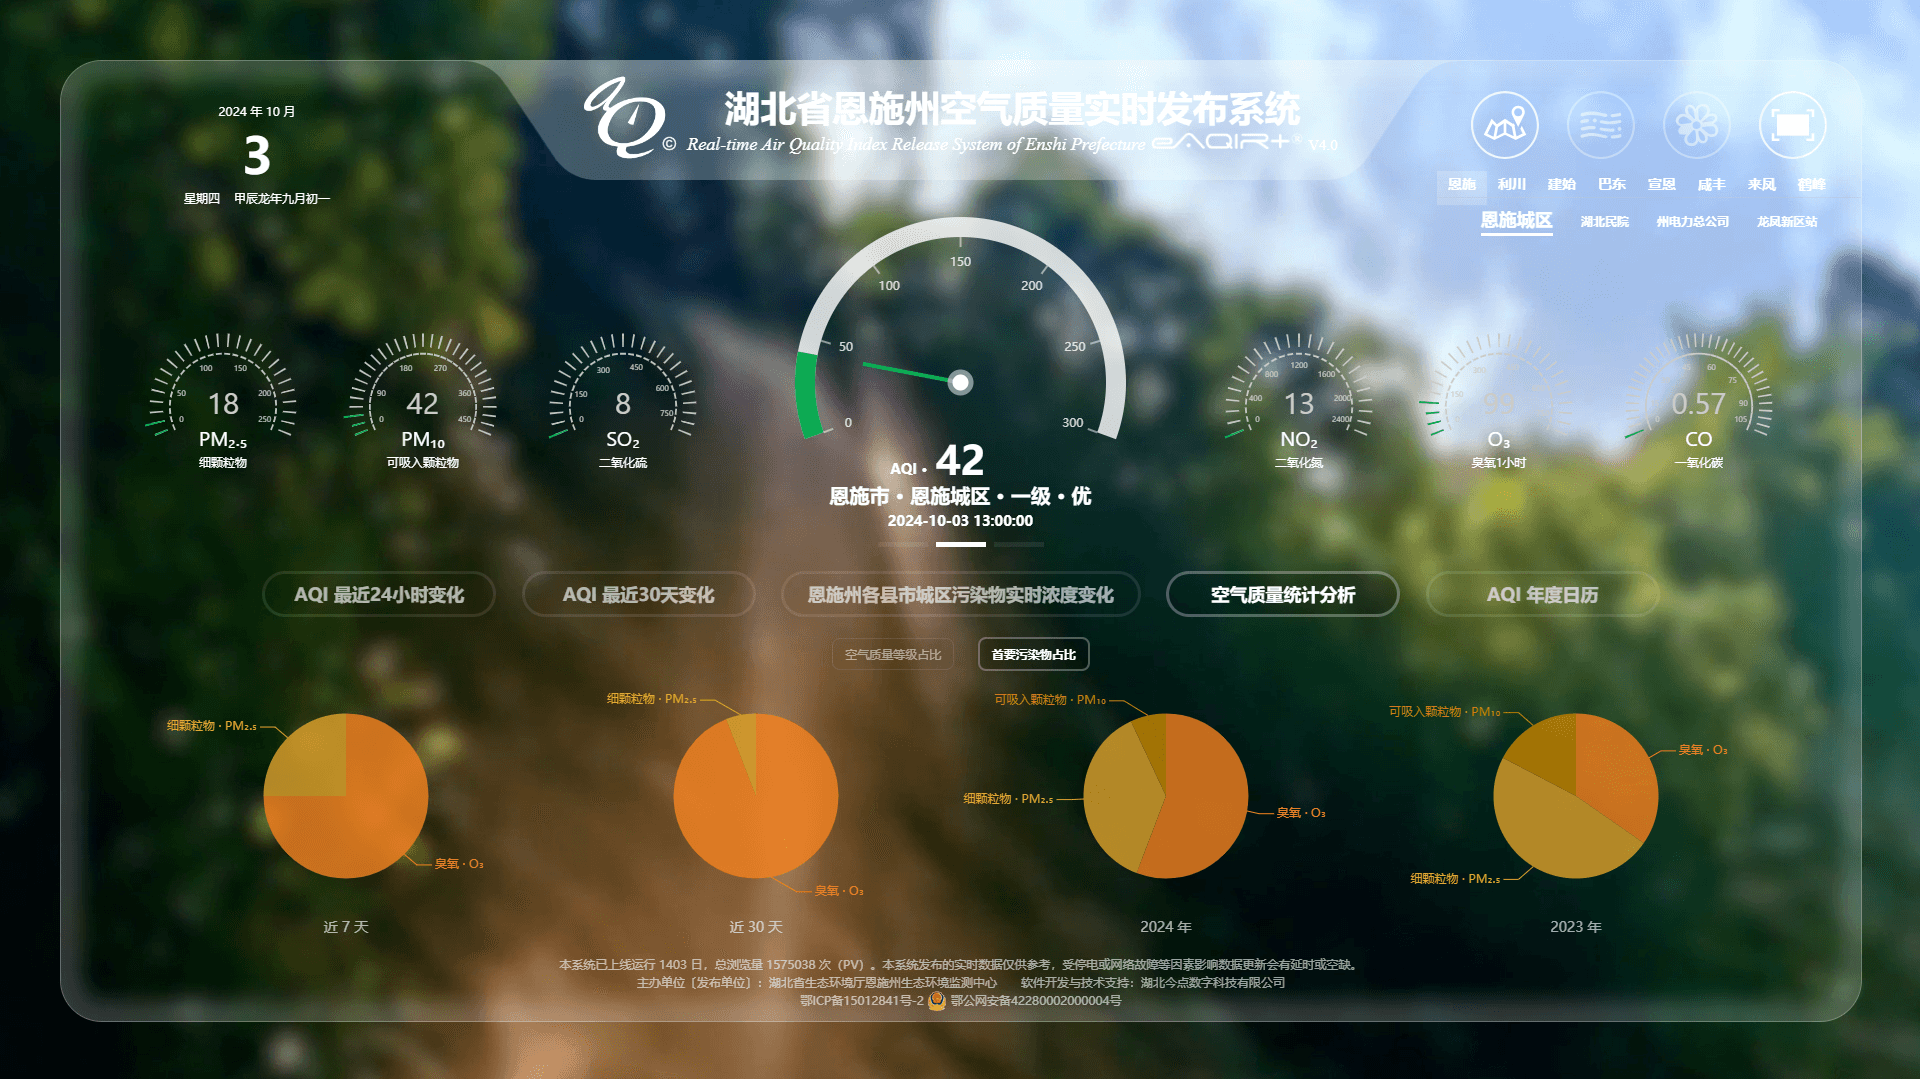 2024 年 10 月
3
星期四 甲辰龙年九月初一
aQ©
湖北省恩施州空气质量实时发布系统
Real-time Air Quality Index Release System of Enshi Prefecture eAQIR+® V4.0
恩施 利川 建始 巴东 宣恩 咸丰 来凤 鹤峰
恩施城区 湖北民院 州电力总公司 龙凤新区站
0 50 100 150 200 250
18
PM₂.₅
细颗粒物
0 90 180 270 360 450
42
PM₁₀
可吸入颗粒物
0 150 300 450 600 750
8
SO₂
二氧化硫
0 50 100 150 200 250 300
AQI · 42
恩施市 · 恩施城区 · 一级 · 优
2024-10-03 13:00:00
0 400 800 1200 1600 2000 2400
13
NO₂
二氧化氮
O₃
臭氧1小时
60 75 90 105
0.57
CO
一氧化碳
AQI 最近24小时变化
AQI 最近30天变化
恩施州各县市城区污染物实时浓度变化
空气质量统计分析
AQI 年度日历
空气质量等级占比
首要污染物占比
细颗粒物 · PM₂.₅
臭氧 · O₃
近 7 天
细颗粒物 · PM₂.₅
臭氧 · O₃
近 30 天
可吸入颗粒物 · PM₁₀
细颗粒物 · PM₂.₅
臭氧 · O₃
2024 年
可吸入颗粒物 · PM₁₀
臭氧 · O₃
细颗粒物 · PM₂.₅
2023 年
本系统已上线运行 1403 日，总浏览量 1575038 次（PV）。本系统发布的实时数据仅供参考，受停电或网络故障等因素影响数据更新会有延时或空缺。
主办单位〔发布单位〕：湖北省生态环境厅恩施州生态环境监测中心 软件开发与技术支持：湖北今点数字科技有限公司
鄂ICP备15012841号-2 鄂公网安备42280002000004号